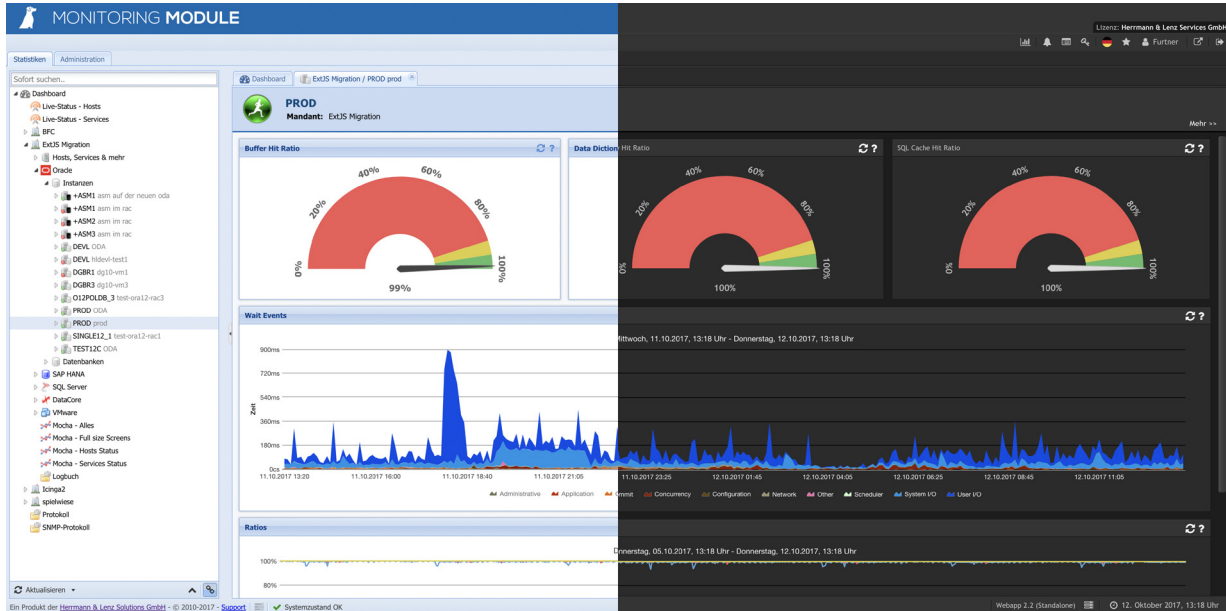 MONITORING MODULE
Lizenz: Herrmann & Lenz Services GmbH
Furtner
Statistiken
Administration
Sofort suchen...
Dashboard
Live-Status - Hosts
Live-Status - Services
BFC
ExtJS Migration
Hosts, Services & mehr
Oracle
Instanzen
+ASM1 asm auf der neuen oda
+ASM1 asm im rac
+ASM2 asm im rac
+ASM3 asm im rac
DEVL ODA
DEVL hldevl-test1
DGBR1 dg10-vm1
DGBR3 dg10-vm3
O12POLDB_3 test-ora12-rac3
PROD ODA
PROD prod
SINGLE12_1 test-ora12-rac1
TEST12C ODA
Datenbanken
SAP HANA
SQL Server
DataCore
VMware
Mocha - Alles
Mocha - Full size Screens
Mocha - Hosts Status
Mocha - Services Status
Logbuch
Icinga2
spielwiese
Protokoll
SNMP-Protokoll
Aktualisieren
Dashboard
ExtJS Migration / PROD prod
PROD
Mandant: ExtJS Migration
Mehr >>
Buffer Hit Ratio
?
0%
20%
40%
60%
80%
100%
99%
Data Diction Hit Ratio
?
0%
20%
40%
60%
80%
100%
100%
SQL Cache Hit Ratio
?
0%
20%
40%
60%
80%
100%
100%
Wait Events
?
Mittwoch, 11.10.2017, 13:18 Uhr - Donnerstag, 12.10.2017, 13:18 Uhr
Zeit
900ms
720ms
540ms
360ms
180ms
0cs
11.10.2017 13:20 11.10.2017 16:00 11.10.2017 18:40 11.10.2017 21:05 11.10.2017 23:25 12.10.2017 01:45 12.10.2017 04:05 12.10.2017 06:25 12.10.2017 08:45 12.10.2017 11:05
Administrative Application mmit Concurrency Configuration Network Other Scheduler System I/O User I/O
Ratios
?
Donnerstag, 05.10.2017, 13:18 Uhr - Donnerstag, 12.10.2017, 13:18 Uhr
100%
80%
Ein Produkt der Herrmann & Lenz Solutions GmbH - © 2010-2017 - Support
Systemzustand OK
Webapp 2.2 (Standalone)
12. Oktober 2017, 13:18 Uhr